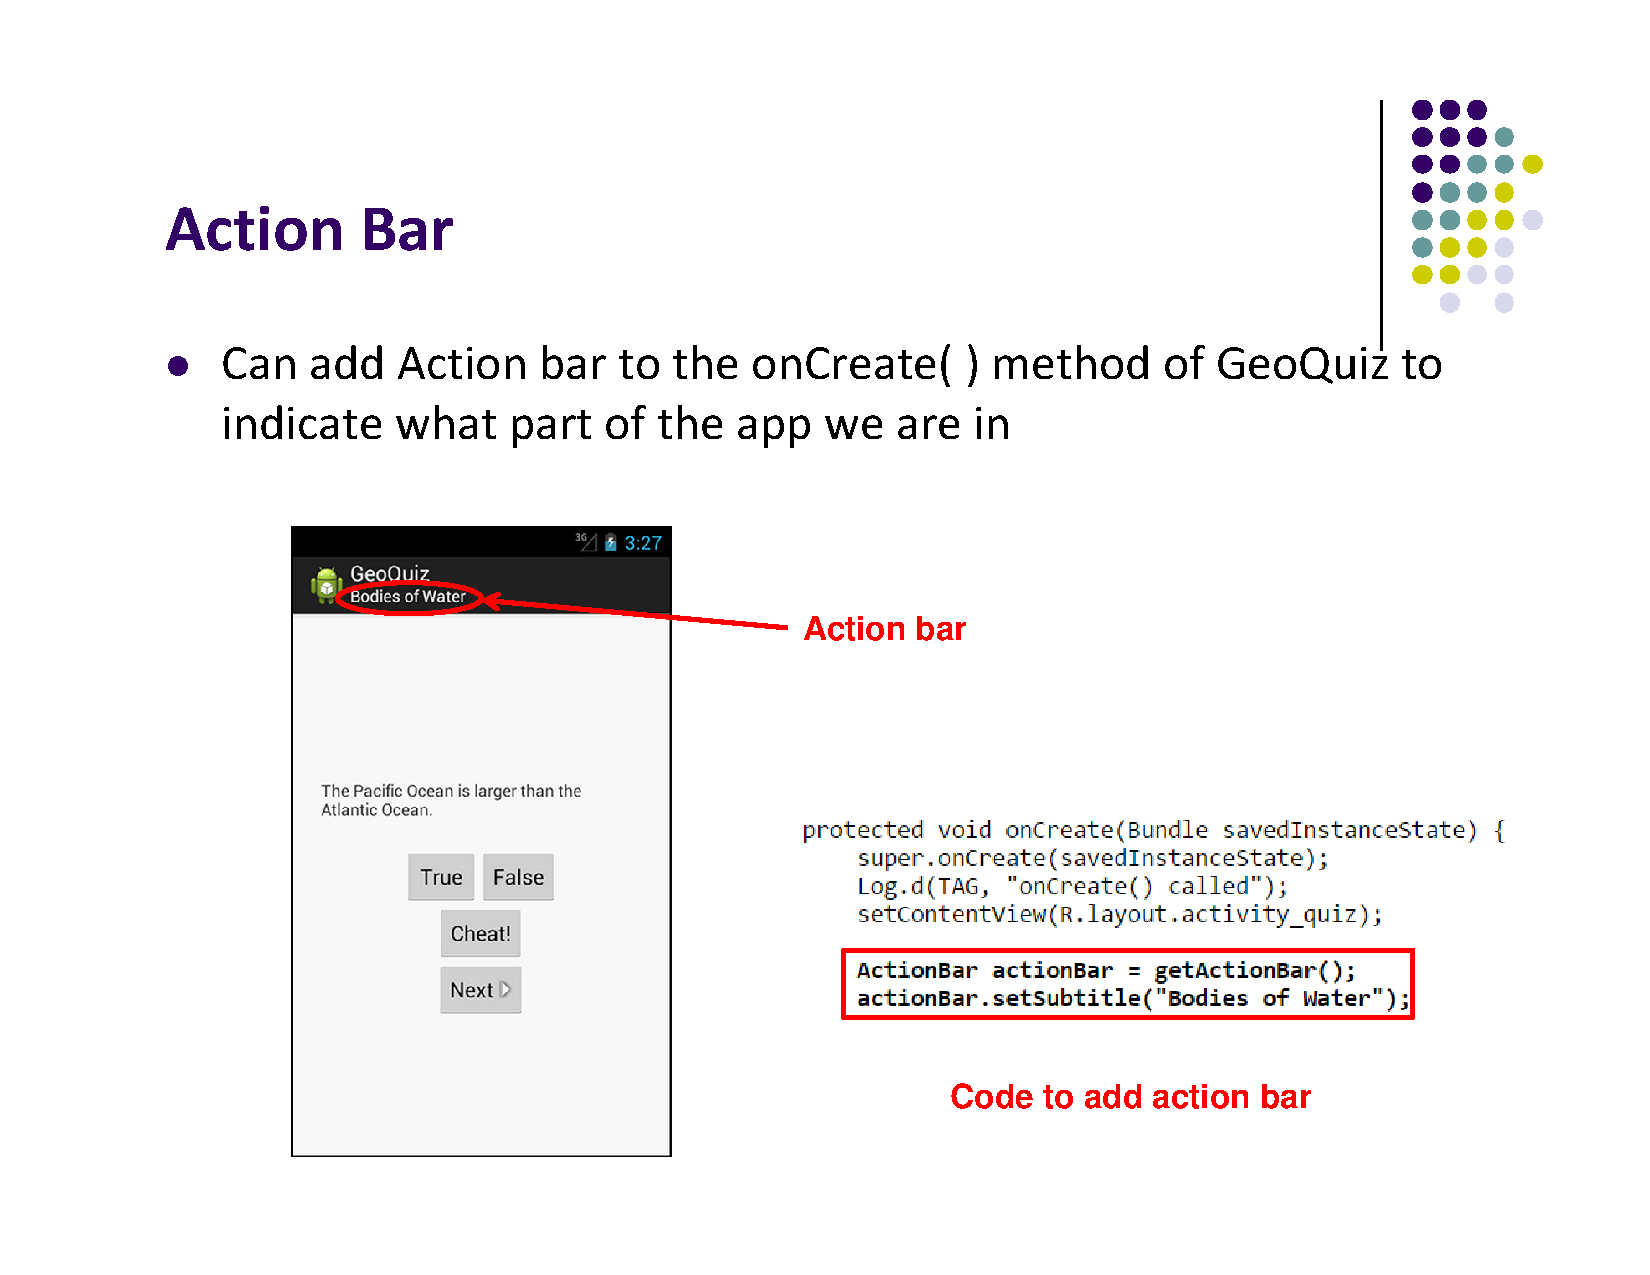 Action Bar
Can add Action bar to the onCreate( ) method of GeoQuiz to
indicate what part of the app we are in
3G 3:27
GeoQuiz
Bodies of Water
Action bar
The Pacific Ocean is larger than the
Atlantic Ocean.
True False
Cheat!
Next
protected void onCreate(Bundle savedInstanceState) {
super.onCreate(savedInstanceState);
Log.d(TAG, "onCreate() called");
setContentView(R.layout.activity_quiz);
ActionBar actionBar = getActionBar();
actionBar.setSubtitle("Bodies of Water");
Code to add action bar